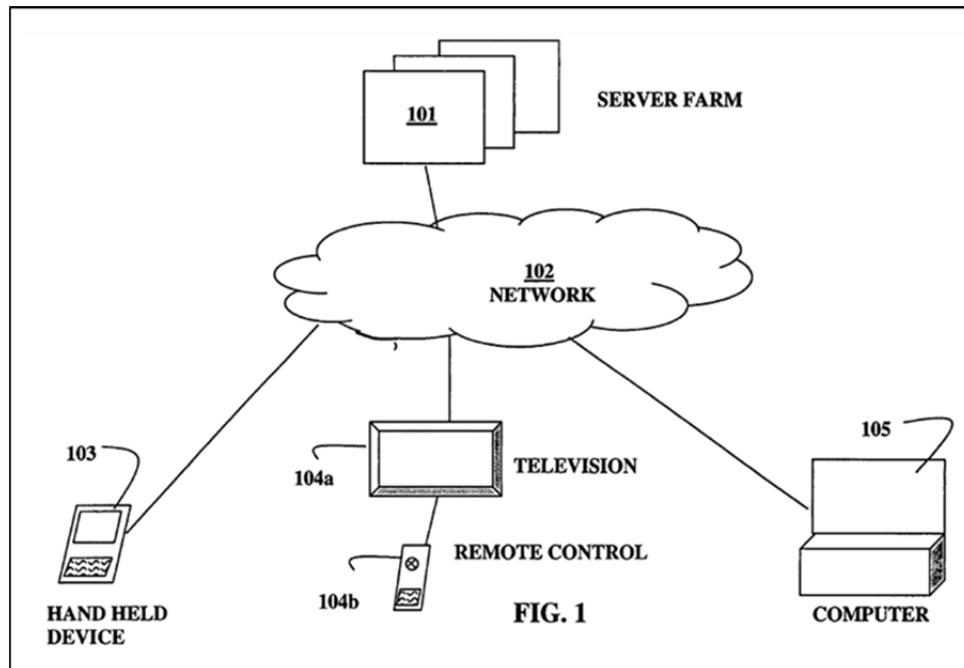 101
SERVER FARM
102
NETWORK
103
104a
TELEVISION
105
104b
REMOTE CONTROL
HAND HELD
DEVICE
FIG. 1
COMPUTER